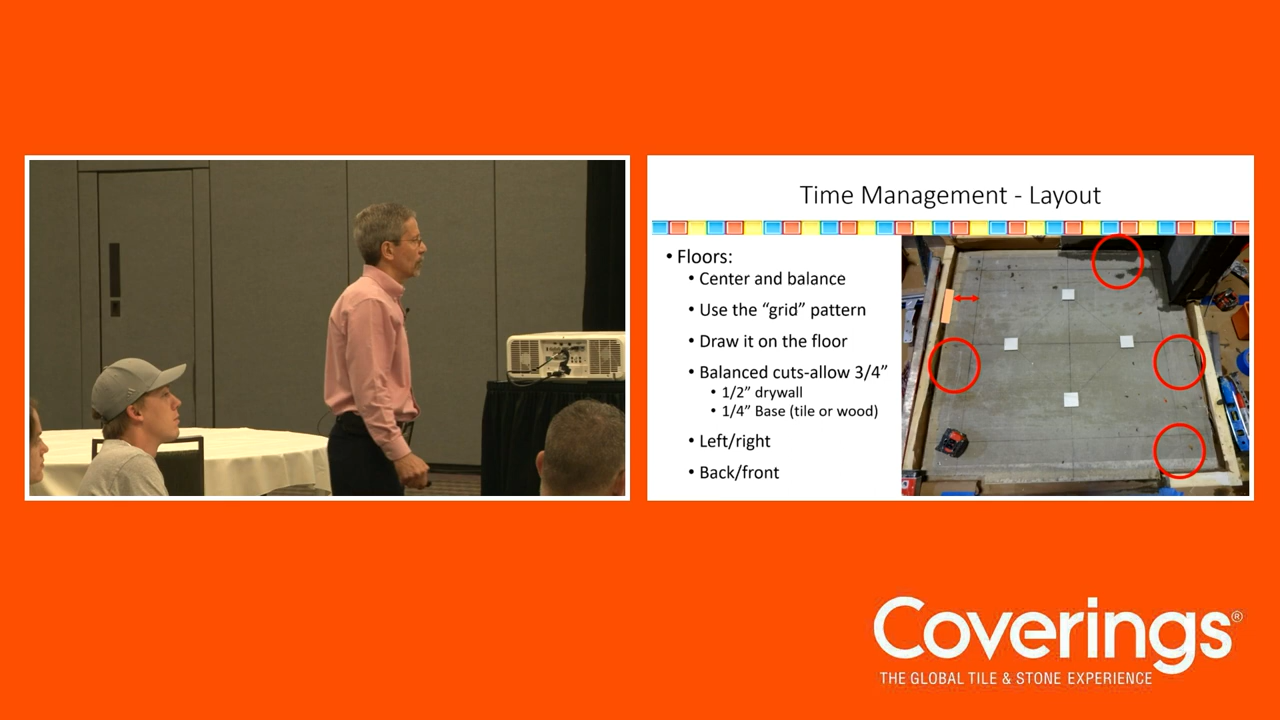 Time Management - Layout
• Floors:
• Center and balance
• Use the “grid” pattern
• Draw it on the floor
• Balanced cuts-allow 3/4”
• 1/2” drywall
• 1/4” Base (tile or wood)
• Left/right
• Back/front
Coverings®
THE GLOBAL TILE & STONE EXPERIENCE